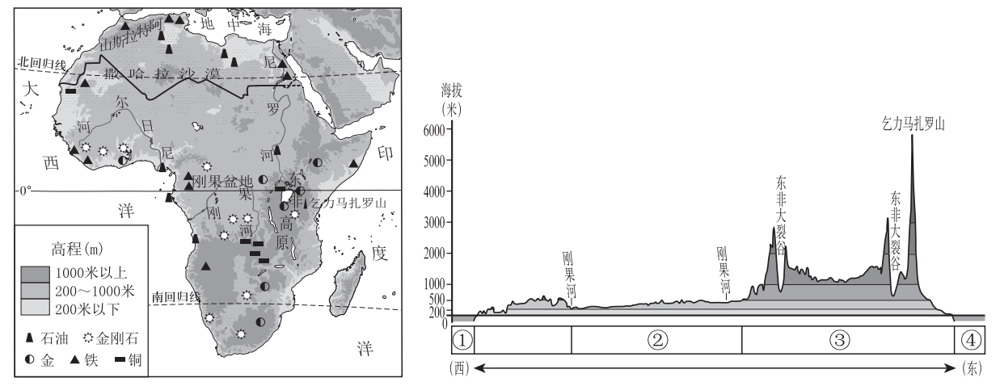 地中海
阿特拉斯山
北回归线
撒哈拉沙漠
尼罗河
尼日尔河
大西洋
印度洋
0°
刚果盆地
刚果河
东非高原
乞力马扎罗山
南回归线
高程(m)
1000米以上
200～1000米
200米以下
石油
金刚石
金
铁
铜
海拔
(米)
6000
5000
4000
3000
2000
1000
500
200
0
刚果河
刚果河
东非大裂谷
东非大裂谷
乞力马扎罗山
①
②
③
④
(西)
(东)